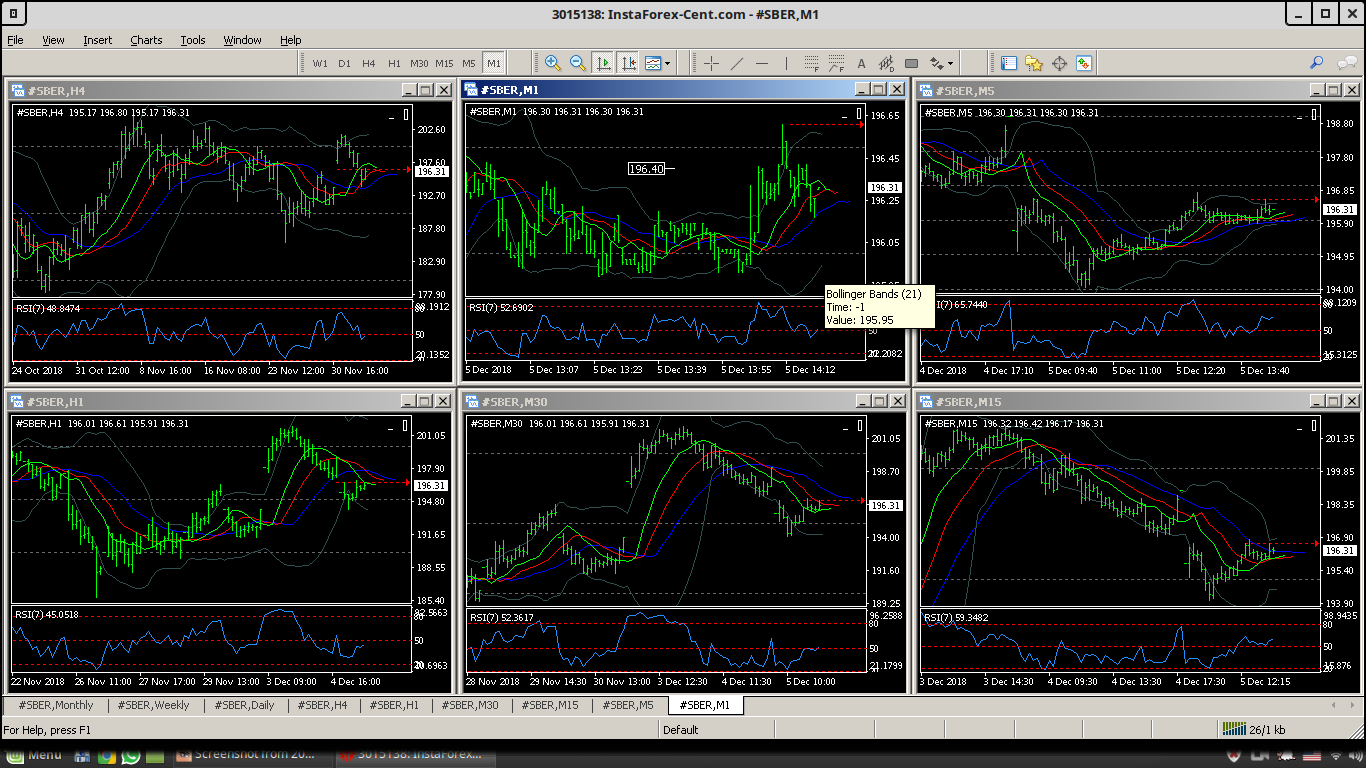 3015138: InstaForex-Cent.com - #SBER,M1
File View Insert Charts Tools Window Help
W1 D1 H4 H1 M30 M15 M5 M1
#SBER,H4
#SBER,H4 195.17 196.80 195.17 196.31
202.60
197.60
196.31
192.70
187.80
182.90
177.90
RSI(7) 48.8474
50
24 Oct 2018 31 Oct 12:00 8 Nov 16:00 16 Nov 08:00 23 Nov 12:00 30 Nov 16:00
#SBER,M1
#SBER,M1 196.30 196.31 196.30 196.31
196.65
196.45
196.40
196.31
196.25
196.05
Bollinger Bands (21)
Time: -1
Value: 195.95
RSI(7) 52.6902
50
5 Dec 2018 5 Dec 13:07 5 Dec 13:23 5 Dec 13:39 5 Dec 13:55 5 Dec 14:12
#SBER,M5
#SBER,M5 196.30 196.31 196.30 196.31
198.80
197.80
196.85
196.31
195.90
194.95
194.00
RSI(7) 65.7440
50
4 Dec 2018 4 Dec 17:10 5 Dec 09:40 5 Dec 11:00 5 Dec 12:20 5 Dec 13:40
#SBER,H1
#SBER,H1 196.01 196.61 195.91 196.31
201.05
197.90
196.31
194.80
191.65
188.55
185.40
RSI(7) 45.0518
80
50
22 Nov 2018 26 Nov 11:00 27 Nov 17:00 29 Nov 13:00 3 Dec 09:00 4 Dec 16:00
#SBER,M30
#SBER,M30 196.01 196.61 195.91 196.31
201.05
198.70
196.31
194.00
191.60
189.25
RSI(7) 52.3617
96.2588
80
50
28 Nov 2018 29 Nov 14:30 30 Nov 13:00 3 Dec 12:30 4 Dec 11:30 5 Dec 10:00
#SBER,M15
#SBER,M15 196.32 196.42 196.17 196.31
201.35
199.85
198.35
196.90
196.31
195.40
193.90
RSI(7) 59.3482
98.9435
80
50
3 Dec 2018 3 Dec 14:30 4 Dec 09:30 4 Dec 13:30 4 Dec 17:30 5 Dec 12:15
#SBER,Monthly #SBER,Weekly #SBER,Daily #SBER,H4 #SBER,H1 #SBER,M30 #SBER,M15 #SBER,M5 #SBER,M1
For Help, press F1 Default 26/1 kb
Menu Screenshot from 20... 3015138: InstaForex...